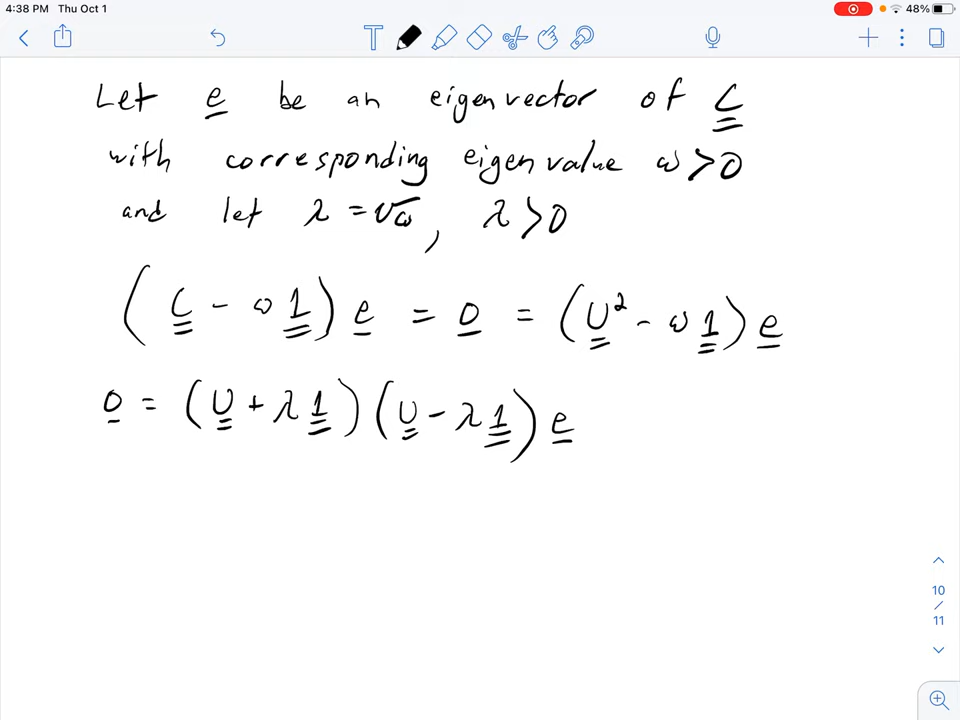 4:38 PM Thu Oct 1
48%
T
Let e be an eigenvector of C
with corresponding eigenvalue ω > 0
and let λ = √ω, λ > 0
(C - ω 1) e = 0 = (U² - ω 1) e
0 = (U + λ 1)(U - λ 1) e
10
/
11